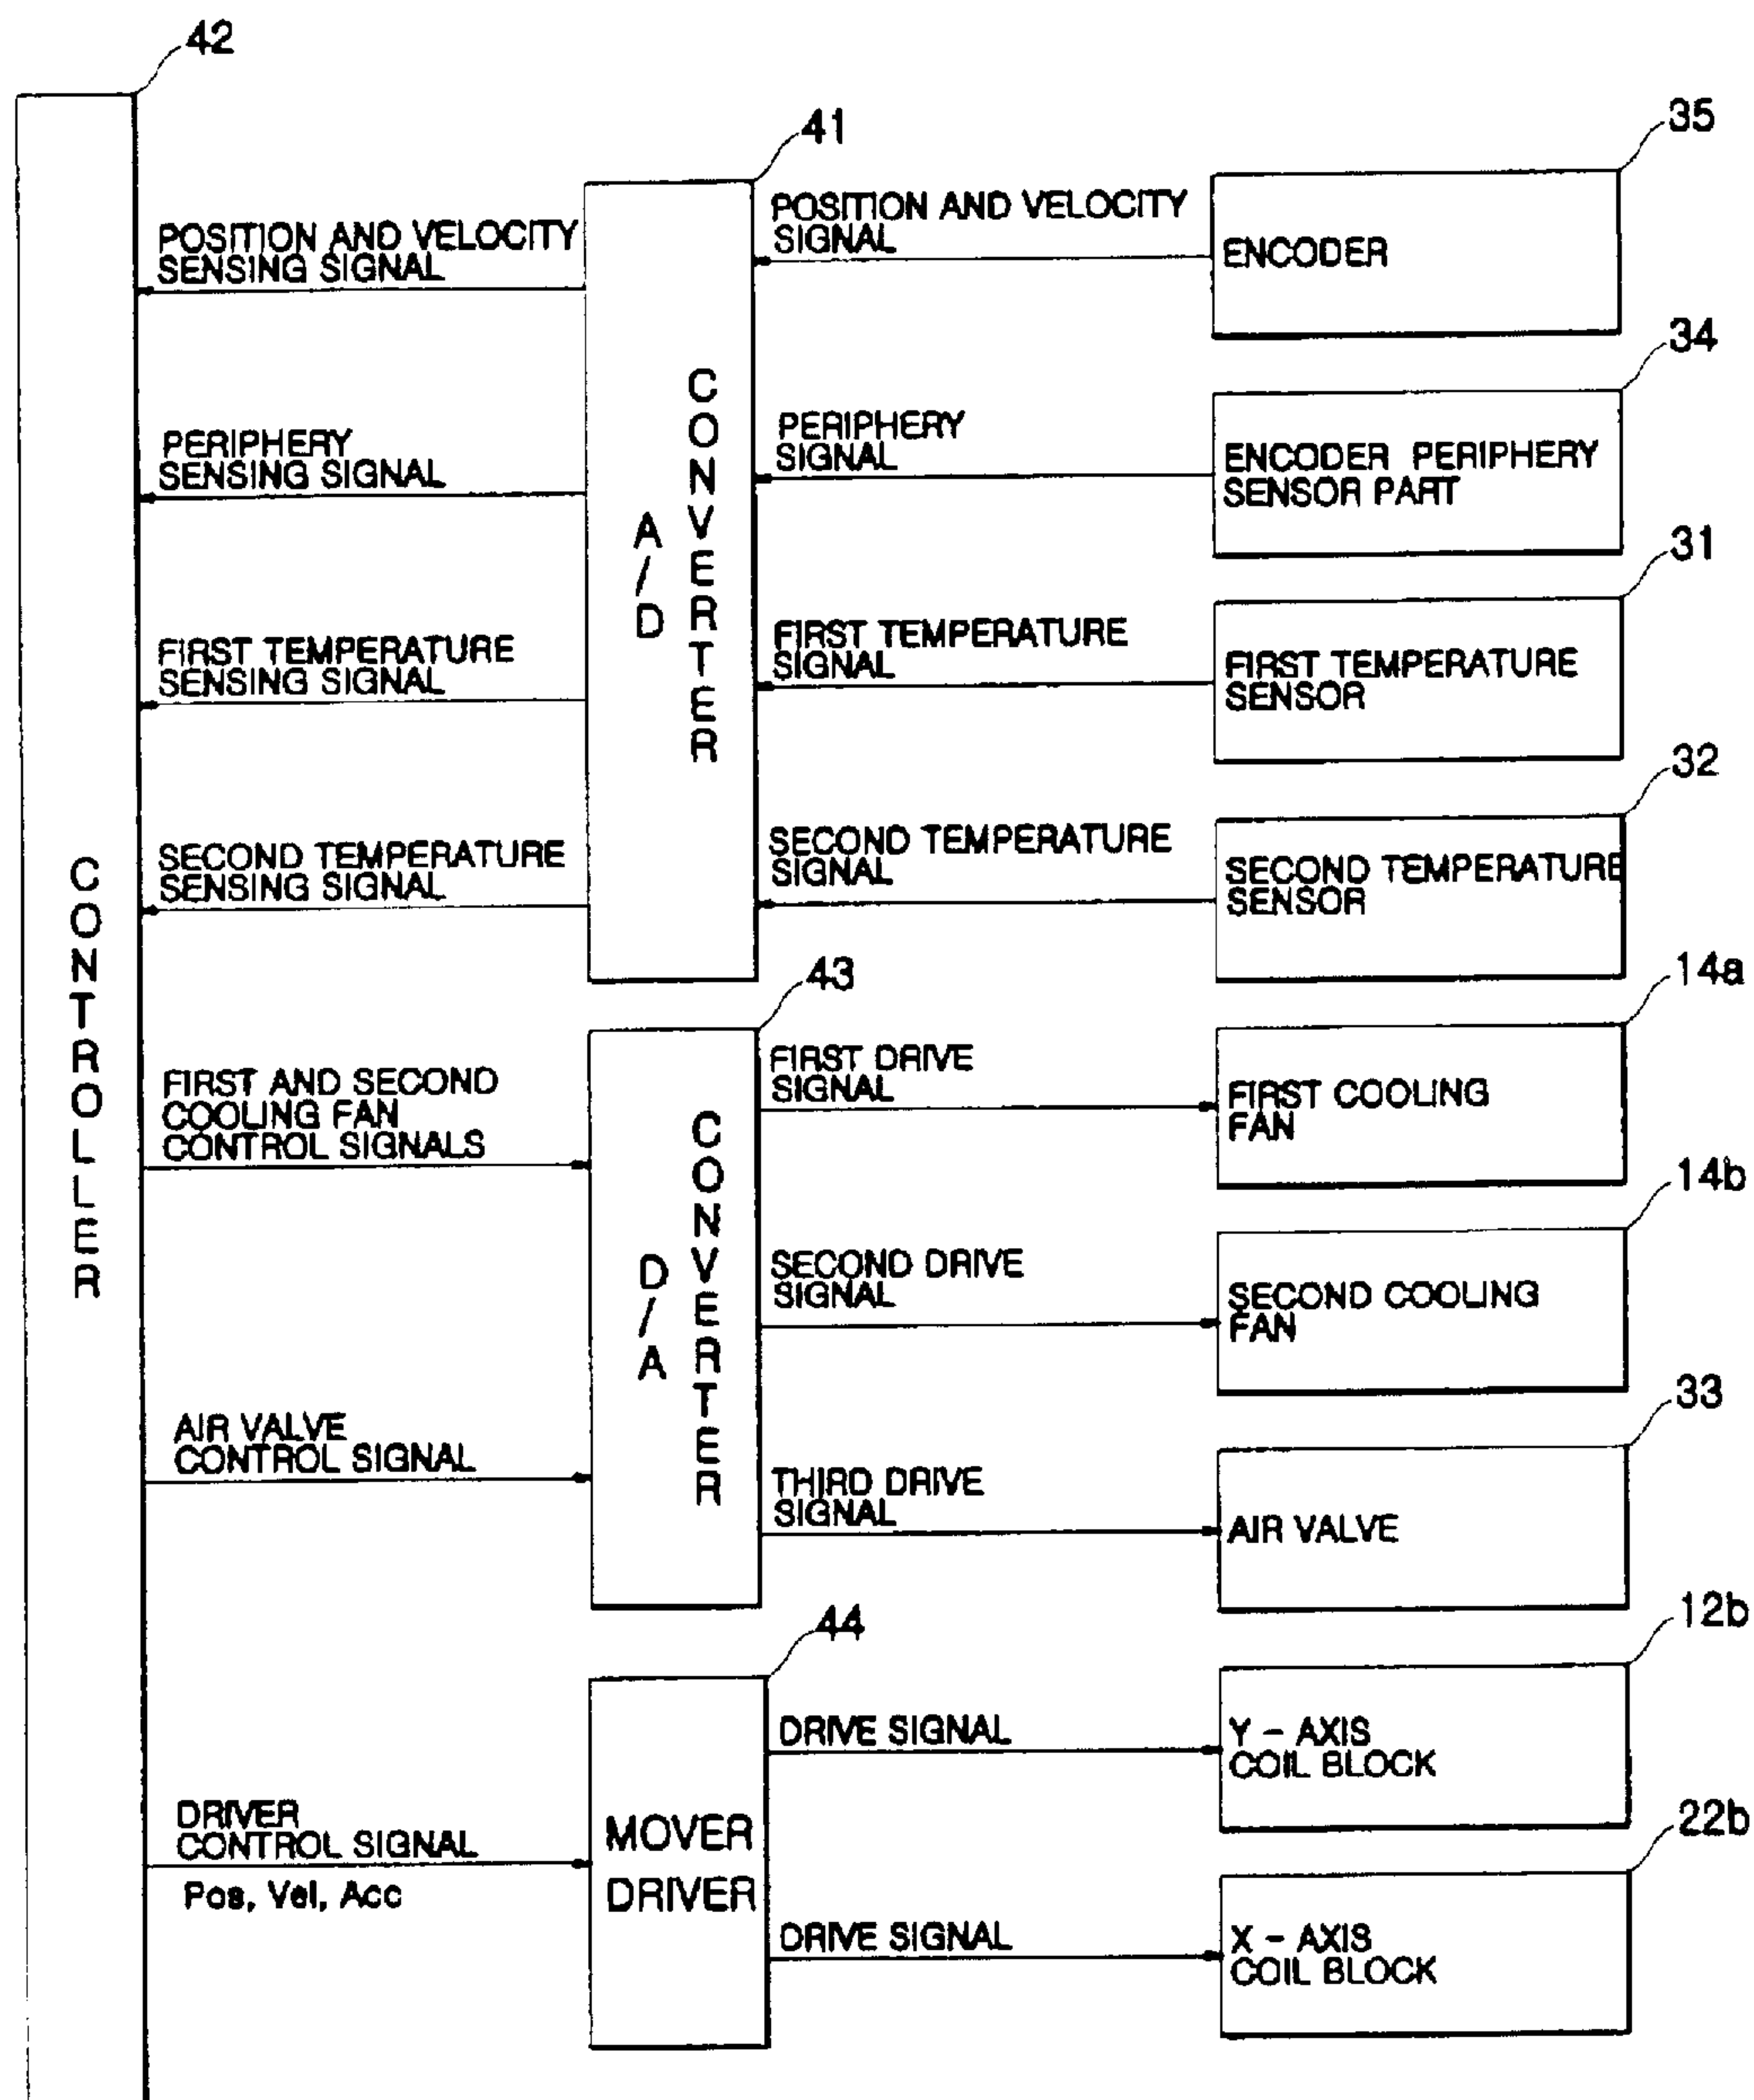 42
CONTROLLER
41
A/D
CONVERTER
POSITION AND VELOCITY
SENSING SIGNAL
PERIPHERY
SENSING SIGNAL
FIRST TEMPERATURE
SENSING SIGNAL
SECOND TEMPERATURE
SENSING SIGNAL
POSITION AND VELOCITY
SIGNAL
PERIPHERY
SIGNAL
FIRST TEMPERATURE
SIGNAL
SECOND TEMPERATURE
SIGNAL
35
ENCODER
34
ENCODER PERIPHERY
SENSOR PART
31
FIRST TEMPERATURE
SENSOR
32
SECOND TEMPERATURE
SENSOR
43
D/A
CONVERTER
FIRST AND SECOND
COOLING FAN
CONTROL SIGNALS
AIR VALVE
CONTROL SIGNAL
FIRST DRIVE
SIGNAL
SECOND DRIVE
SIGNAL
THIRD DRIVE
SIGNAL
14a
FIRST COOLING
FAN
14b
SECOND COOLING
FAN
33
AIR VALVE
44
MOVER
DRIVER
DRIVER
CONTROL SIGNAL
Pos, Vel, Acc
DRIVE SIGNAL
DRIVE SIGNAL
12b
Y - AXIS
COIL BLOCK
22b
X - AXIS
COIL BLOCK